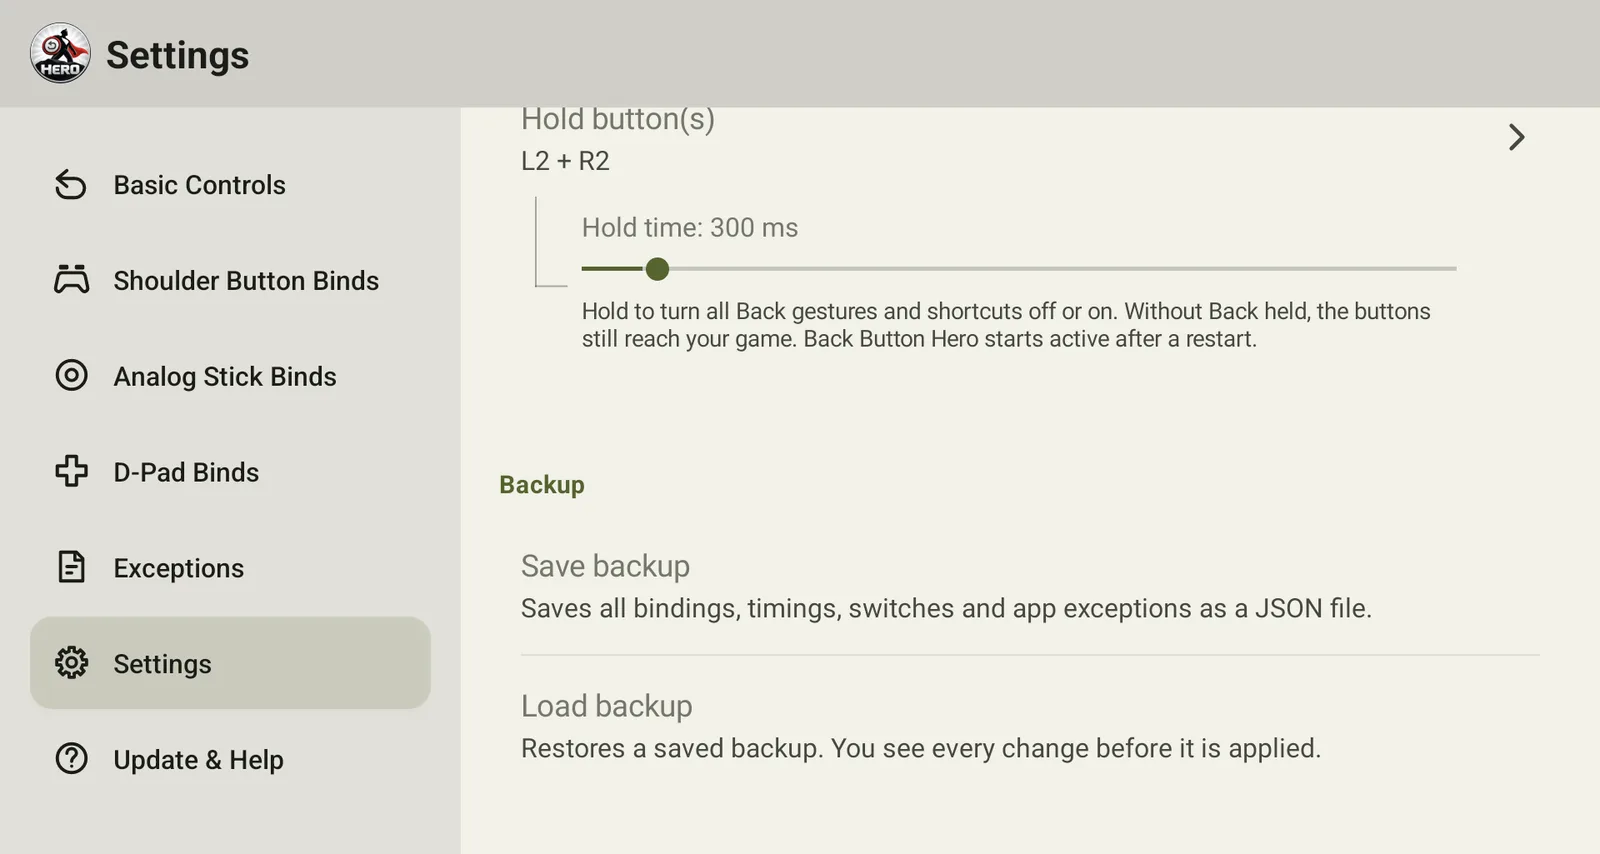 HERO
Settings
Basic Controls
Shoulder Button Binds
Analog Stick Binds
D-Pad Binds
Exceptions
Settings
Update & Help
Hold button(s)
L2 + R2
Hold time: 300 ms
Hold to turn all Back gestures and shortcuts off or on. Without Back held, the buttons
still reach your game. Back Button Hero starts active after a restart.
Backup
Save backup
Saves all bindings, timings, switches and app exceptions as a JSON file.
Load backup
Restores a saved backup. You see every change before it is applied.